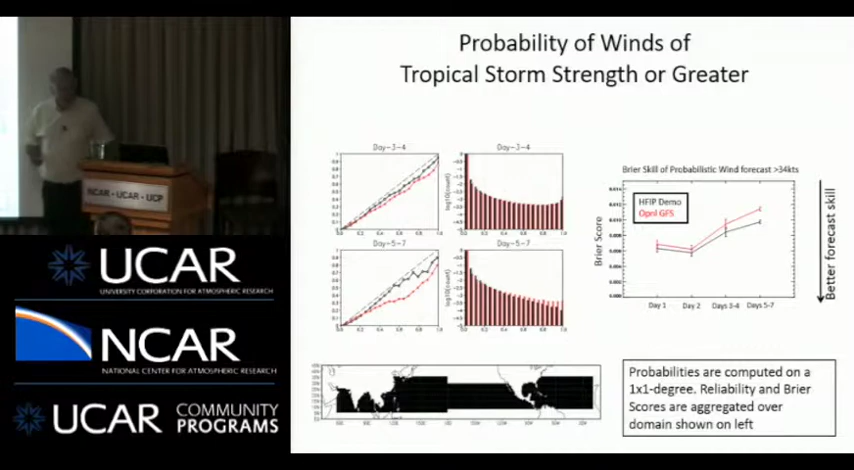 Probability of Winds of
Tropical Storm Strength or Greater
Day-3-4
Day-3-4
Day-5-7
Day-5-7
log10(count)
log10(count)
Brier Skill of Probabilistic Wind forecast >34kts
HFIP Demo
Opnl GFS
Brier Score
Day 1
Day 2
Days 3-4
Days 5-7
Better forecast skill
Probabilities are computed on a
1x1-degree. Reliability and Brier
Scores are aggregated over
domain shown on left
NCAR - UCAR - UCP
UCAR
UNIVERSITY CORPORATION FOR ATMOSPHERIC RESEARCH
NCAR
NATIONAL CENTER FOR ATMOSPHERIC RESEARCH
UCAR
COMMUNITY
PROGRAMS